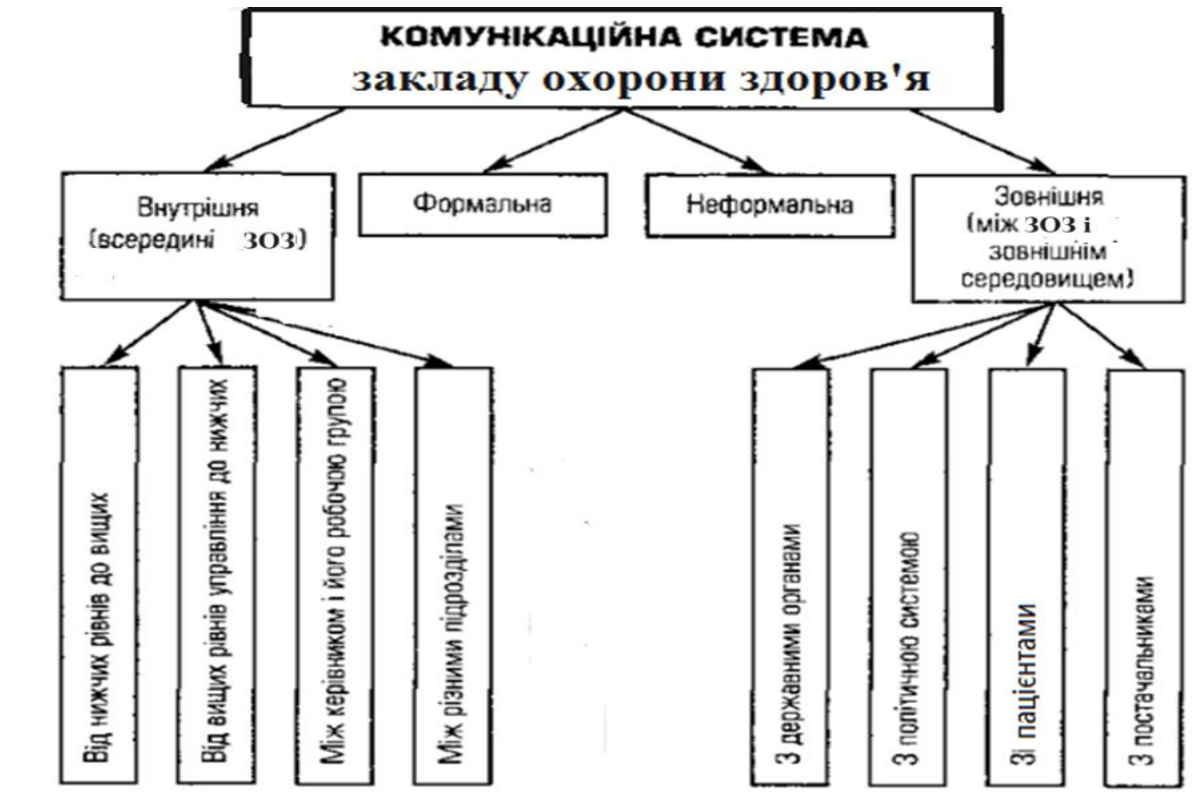 КОМУНІКАЦІЙНА СИСТЕМА
закладу охорони здоров'я
Внутрішня
(всередині ЗОЗ)
Формальна
Неформальна
Зовнішня
(між ЗОЗ і
зовнішнім
середовищем)
Від нижчих рівнів до вищих
Від вищих рівнів управління до нижчих
Між керівником і його робочою групою
Між різними підрозділами
З державними органами
З політичною системою
Зі пацієнтами
З постачальниками